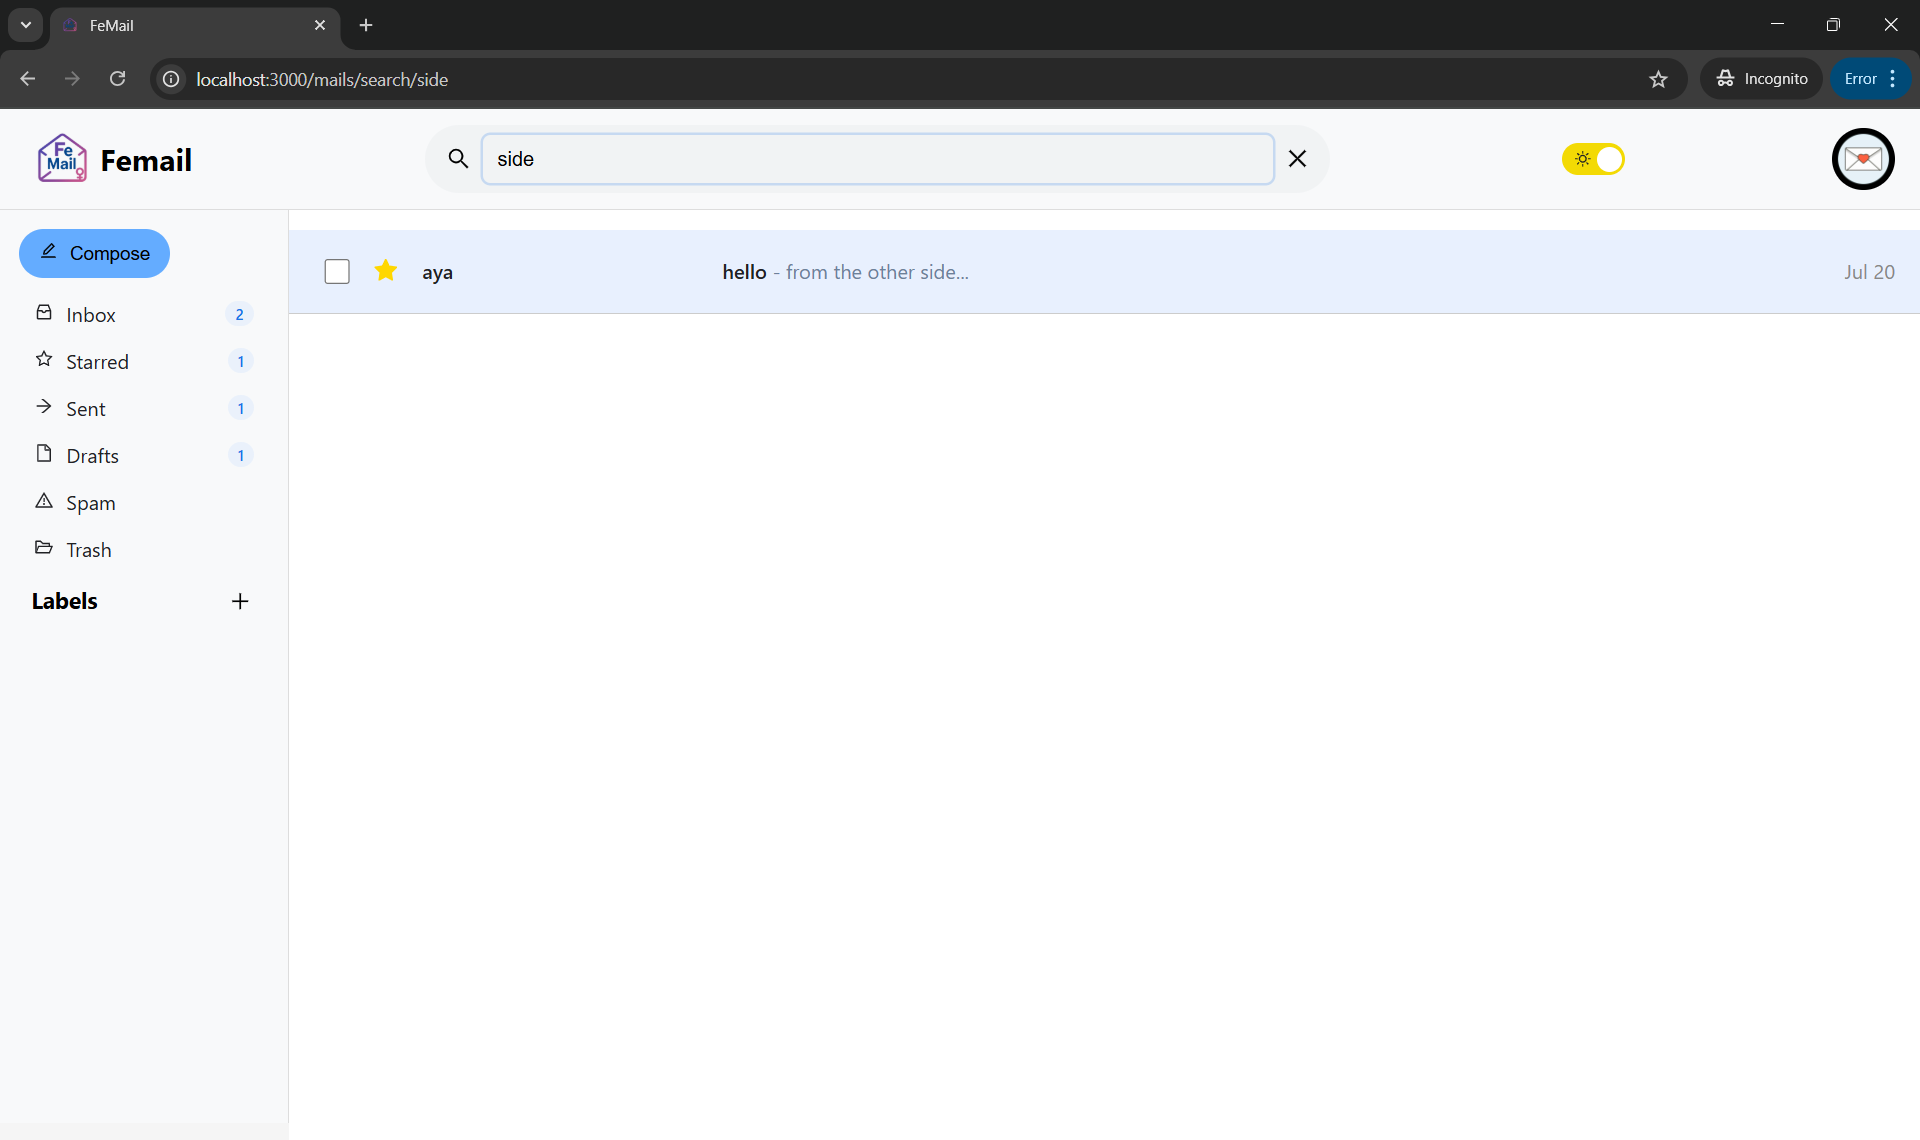 FeMail
localhost:3000/mails/search/side
Incognito
Error
Fe
Mail
Femail
side
Compose
aya
hello - from the other side...
Jul 20
Inbox
2
Starred
1
Sent
1
Drafts
1
Spam
Trash
Labels